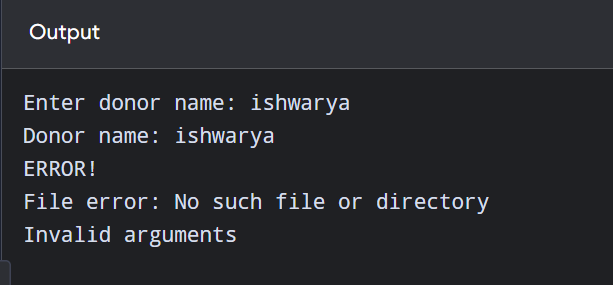 Output
Enter donor name: ishwarya
Donor name: ishwarya
ERROR!
File error: No such file or directory
Invalid arguments